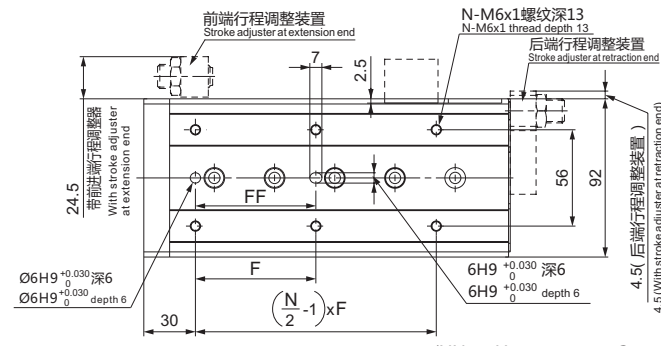 前端行程调整装置
Stroke adjuster at extension end
N-M6x1螺纹深13
N-M6x1 thread depth 13
后端行程调整装置
Stroke adjuster at retraction end
7
2.5
24.5
带前进端行程调整器
With stroke adjuster
at extension end
FF
56
92
4.5( 后端行程调整装置 )
4.5 (With stroke adjuster at retraction end)
Ø6H9 +0.030 0 深6
Ø6H9 +0.030 0 depth 6
F
6H9 +0.030 0 深6
6H9 +0.030 0 depth 6
30
(N/2 -1)xF